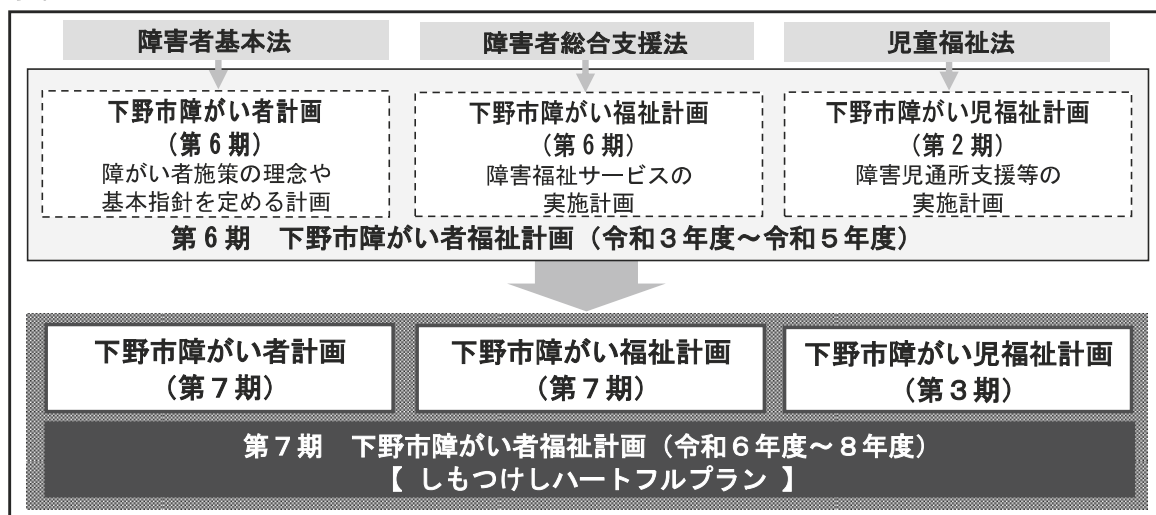 障害者基本法
障害者総合支援法
児童福祉法
下野市障がい者計画
(第6期)
障がい者施策の理念や
基本指針を定める計画
下野市障がい福祉計画
(第6期)
障害福祉サービスの
実施計画
下野市障がい児福祉計画
(第2期)
障害児通所支援等の
実施計画
第6期 下野市障がい者福祉計画(令和3年度~令和5年度)
下野市障がい者計画
(第7期)
下野市障がい福祉計画
(第7期)
下野市障がい児福祉計画
(第3期)
第7期 下野市障がい者福祉計画(令和6年度~8年度)
【 しもつけしハートフルプラン 】